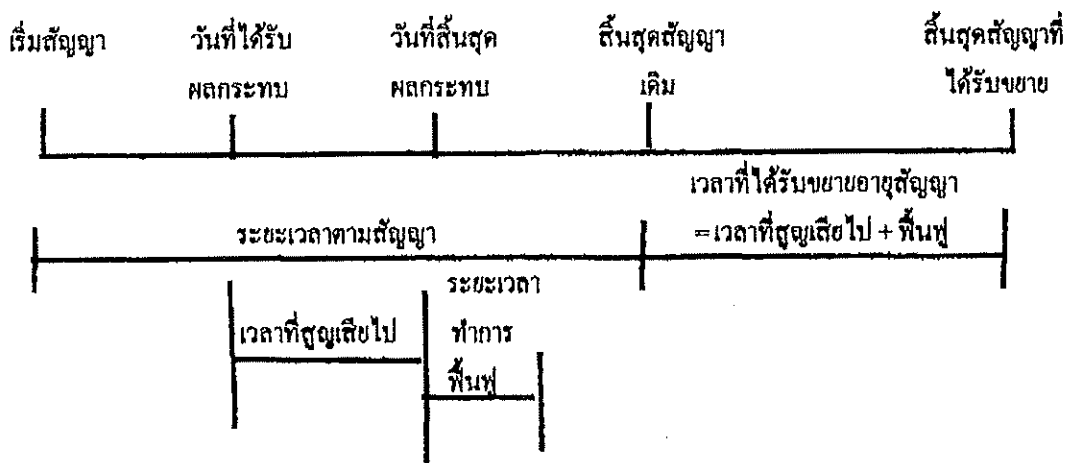 เริ่มสัญญา วันที่ได้รับ วันที่สิ้นสุด สิ้นสุดสัญญา สิ้นสุดสัญญาที่
ผลกระทบ ผลกระทบ เดิม ได้รับขยาย
เวลาที่ได้รับขยายอายุสัญญา
ระยะเวลาตามสัญญา =เวลาที่สูญเสียไป + ฟื้นฟู
ระยะเวลา
เวลาที่สูญเสียไป ทำการ
ฟื้นฟู